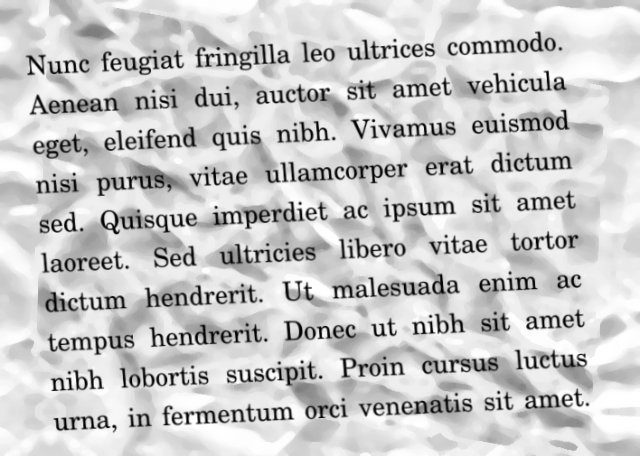 Nunc feugiat fringilla leo ultrices commodo.
Aenean nisi dui, auctor sit amet vehicula
eget, eleifend quis nibh. Vivamus euismod
nisi purus, vitae ullamcorper erat dictum
sed. Quisque imperdiet ac ipsum sit amet
laoreet. Sed ultricies libero vitae tortor
dictum hendrerit. Ut malesuada enim ac
tempus hendrerit. Donec ut nibh sit amet
nibh lobortis suscipit. Proin cursus luctus
urna, in fermentum orci venenatis sit amet.